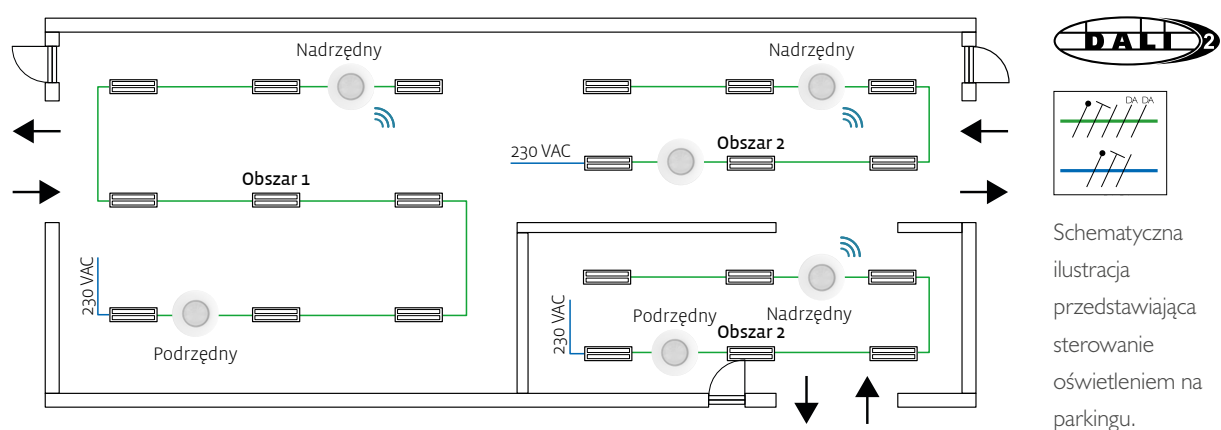 Nadrzędny
Nadrzędny
DALI 2
DA DA
230 VAC
Obszar 2
Obszar 1
230 VAC
Podrzędny
230 VAC
Podrzędny
Nadrzędny
Obszar 2
Schematyczna
ilustracja
przedstawiająca
sterowanie
oświetleniem na
parkingu.